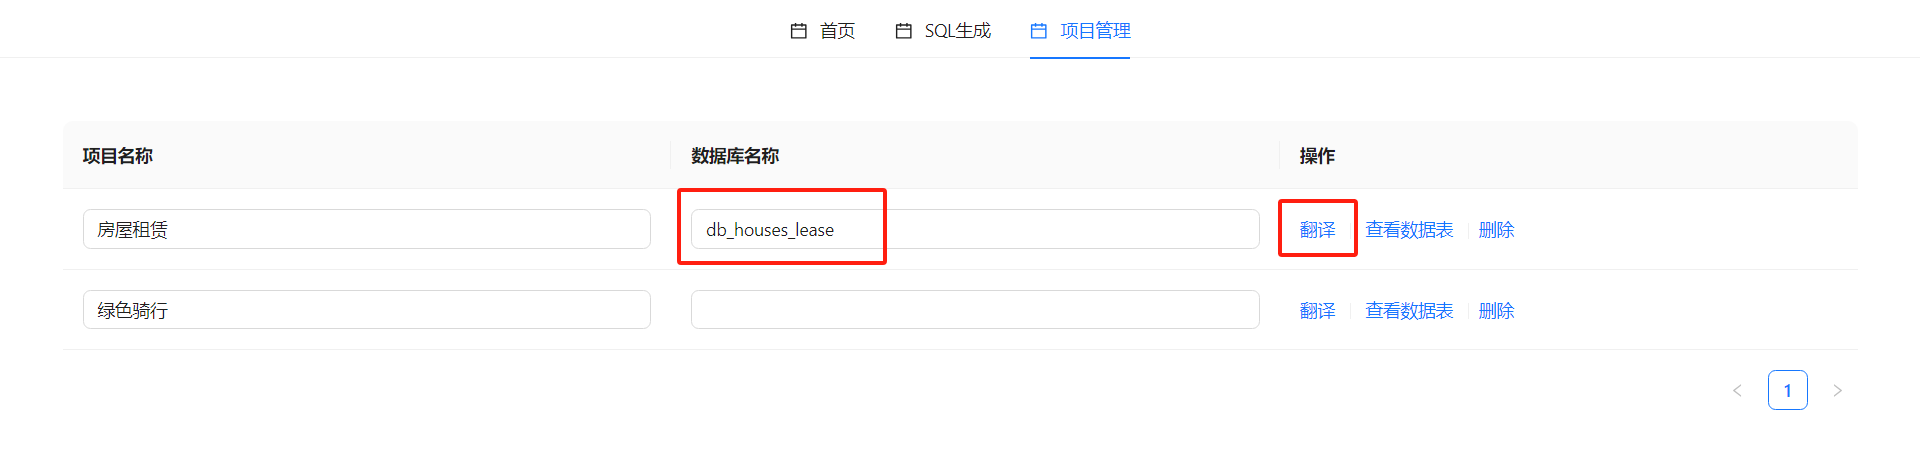 首页 SQL生成 项目管理
项目名称 数据库名称 操作
房屋租赁 db_houses_lease 翻译 查看数据表 删除
绿色骑行 翻译 查看数据表 删除
< 1 >